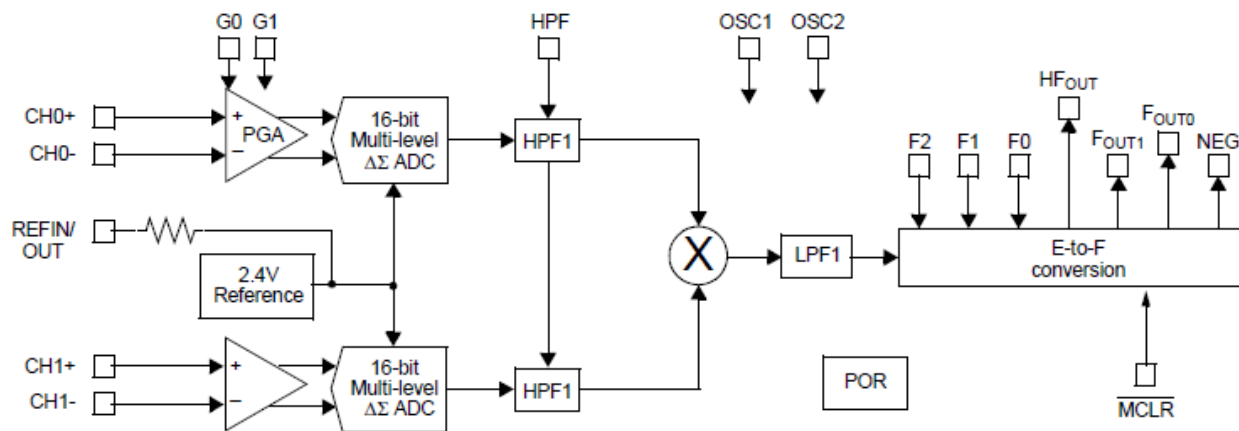 G0 G1 HPF OSC1 OSC2
HFOUT
FOUT0
F2 F1 F0 FOUT1 NEG
CH0+
CH0-
+
−
PGA
16-bit
Multi-level
ΔΣ ADC
HPF1
REFIN/
OUT
2.4V
Reference
X
LPF1
E-to-F
conversion
CH1+
CH1-
+
−
16-bit
Multi-level
ΔΣ ADC
HPF1
POR
MCLR